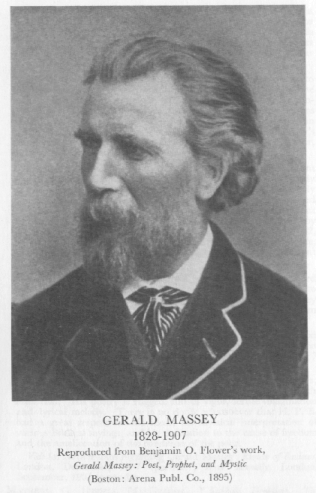 GERALD MASSEY
1828-1907
Reproduced from Benjamin O. Flower's work,
Gerald Massey: Poet, Prophet, and Mystic
(Boston: Arena Publ. Co., 1895)